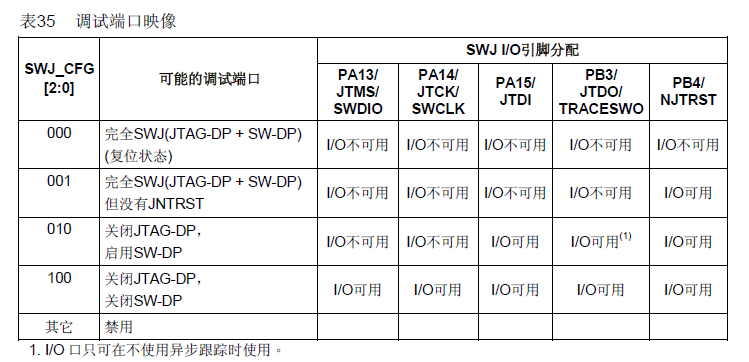 表35 调试端口映像
SWJ_CFG [2:0] 可能的调试端口 SWJ I/O引脚分配
PA13/ JTMS/ SWDIO PA14/ JTCK/ SWCLK PA15/ JTDI PB3/ JTDO/ TRACESWO PB4/ NJTRST
000 完全SWJ(JTAG-DP + SW-DP) (复位状态) I/O不可用 I/O不可用 I/O不可用 I/O不可用 I/O不可用
001 完全SWJ(JTAG-DP + SW-DP) 但没有JNTRST I/O不可用 I/O不可用 I/O不可用 I/O不可用 I/O可用
010 关闭JTAG-DP, 启用SW-DP I/O不可用 I/O不可用 I/O可用 I/O可用(1) I/O可用
100 关闭JTAG-DP, 关闭SW-DP I/O可用 I/O可用 I/O可用 I/O可用 I/O可用
其它 禁用
1. I/O 口只可在不使用异步跟踪时使用。